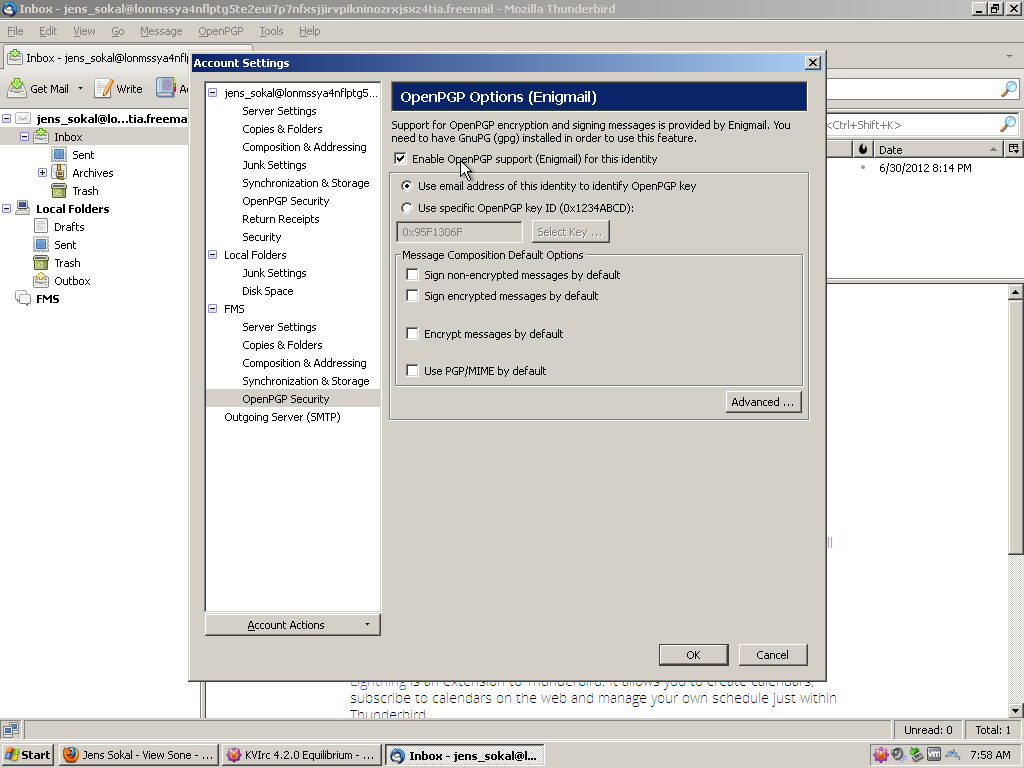 Inbox - jens_sokal@lonmssya4nflptg5te2eui7p7nfxsjjirvpikninozrxjsxz4tia.freemail - Mozilla Thunderbird
File Edit View Go Message OpenPGP Tools Help
Inbox - jens_sokal@lonmssya4nfl
Get Mail Write
<Ctrl+Shift+K>
jens_sokal@lo...tia.freema
Inbox
Sent
Archives
Trash
Local Folders
Drafts
Sent
Trash
Outbox
FMS
Date
6/30/2012 8:14 PM
Account Settings
jens_sokal@lonmssya4nflptg5...
Server Settings
Copies & Folders
Composition & Addressing
Junk Settings
Synchronization & Storage
OpenPGP Security
Return Receipts
Security
Local Folders
Junk Settings
Disk Space
FMS
Server Settings
Copies & Folders
Composition & Addressing
Synchronization & Storage
OpenPGP Security
Outgoing Server (SMTP)
Account Actions
OpenPGP Options (Enigmail)
Support for OpenPGP encryption and signing messages is provided by Enigmail. You
need to have GnuPG (gpg) installed in order to use this feature.
Enable OpenPGP support (Enigmail) for this identity
Use email address of this identity to identify OpenPGP key
Use specific OpenPGP key ID (0x1234ABCD):
0x95F1306F Select Key ...
Message Composition Default Options
Sign non-encrypted messages by default
Sign encrypted messages by default
Encrypt messages by default
Use PGP/MIME by default
Advanced ...
OK Cancel
Lightning is an Extension to Thunderbird. It allows you to create calendars,
subscribe to calendars on the web and manage your own schedule just within
Thunderbird
Unread: 0 Total: 1
Start Jens Sokal - View Sone - ... KVIrc 4.2.0 Equilibrium - ... Inbox - jens_sokal@l... 7:58 AM